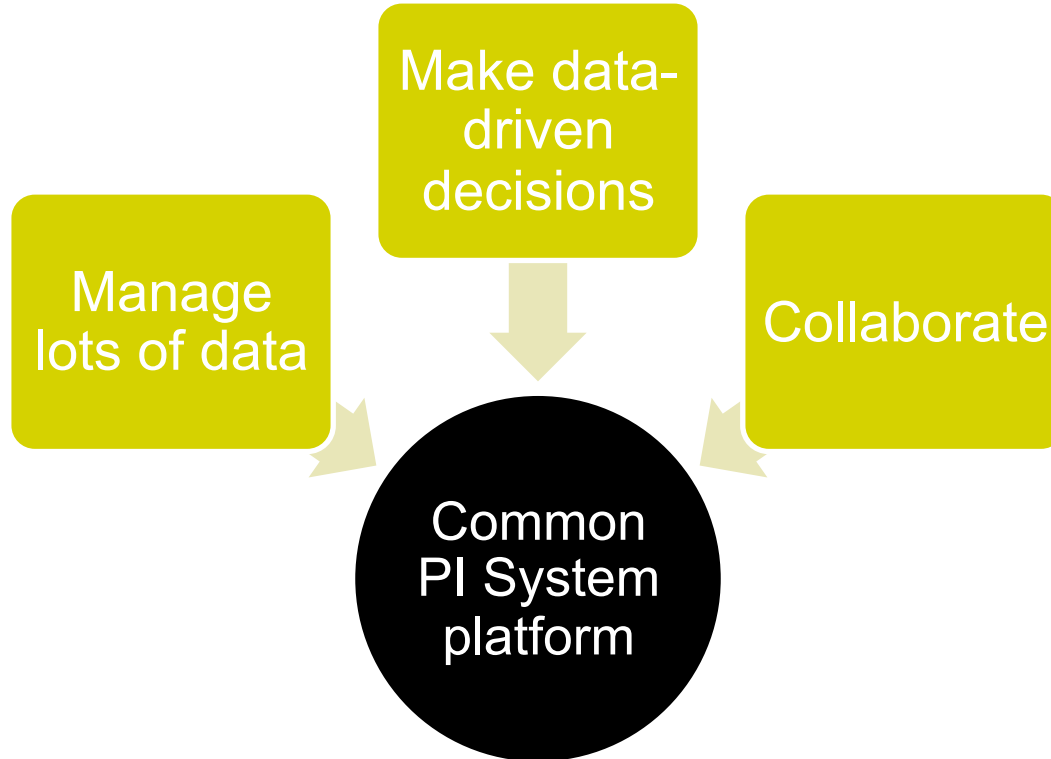 Make data-
driven
decisions
Manage
lots of data
Collaborate
Common
PI System
platform